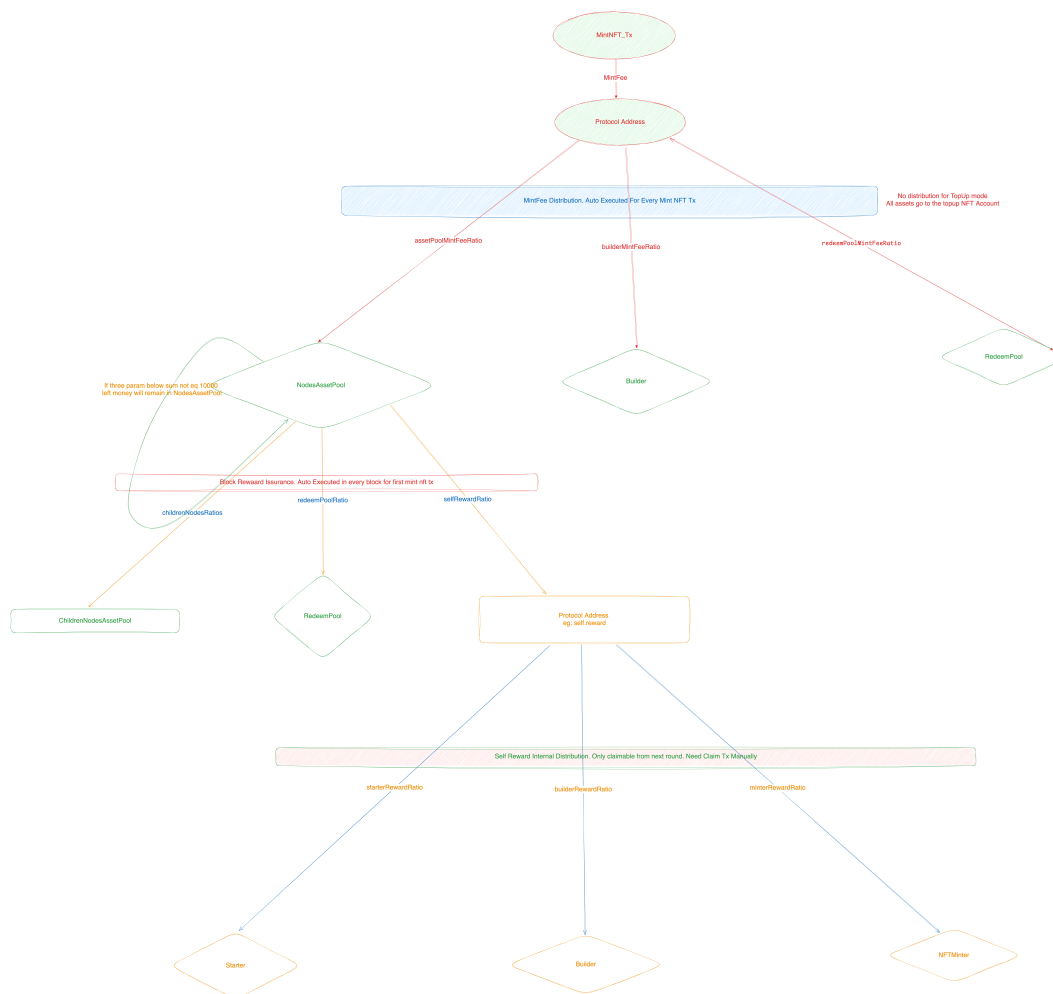 MintNFT_Tx
MintFee
Protocol Address
MintFee Distribution. Auto Executed For Every Mint NFT Tx
No distribution for TopUp mode
All assets go to the topup NFT Account
assetPoolMintFeeRatio
builderMintFeeRatio
redeemPoolMintFeeRatio
NodesAssetPool
Builder
RedeemPool
If three param below sum not eq 10000
left money will remain in NodesAssetPool
Block Rewaard Issurance. Auto Executed in every block for first mint nft tx
childrenNodesRatios
redeemPoolRatio
selfRewardRatio
ChildrenNodesAssetPool
RedeemPool
Protocol Address
eg: self.reward
Self Reward Internal Distribution. Only claimable from next round. Need Claim Tx Manually
starterRewardRatio
builderRewardRatio
minterRewardRatio
Starter
Builder
NFTMinter